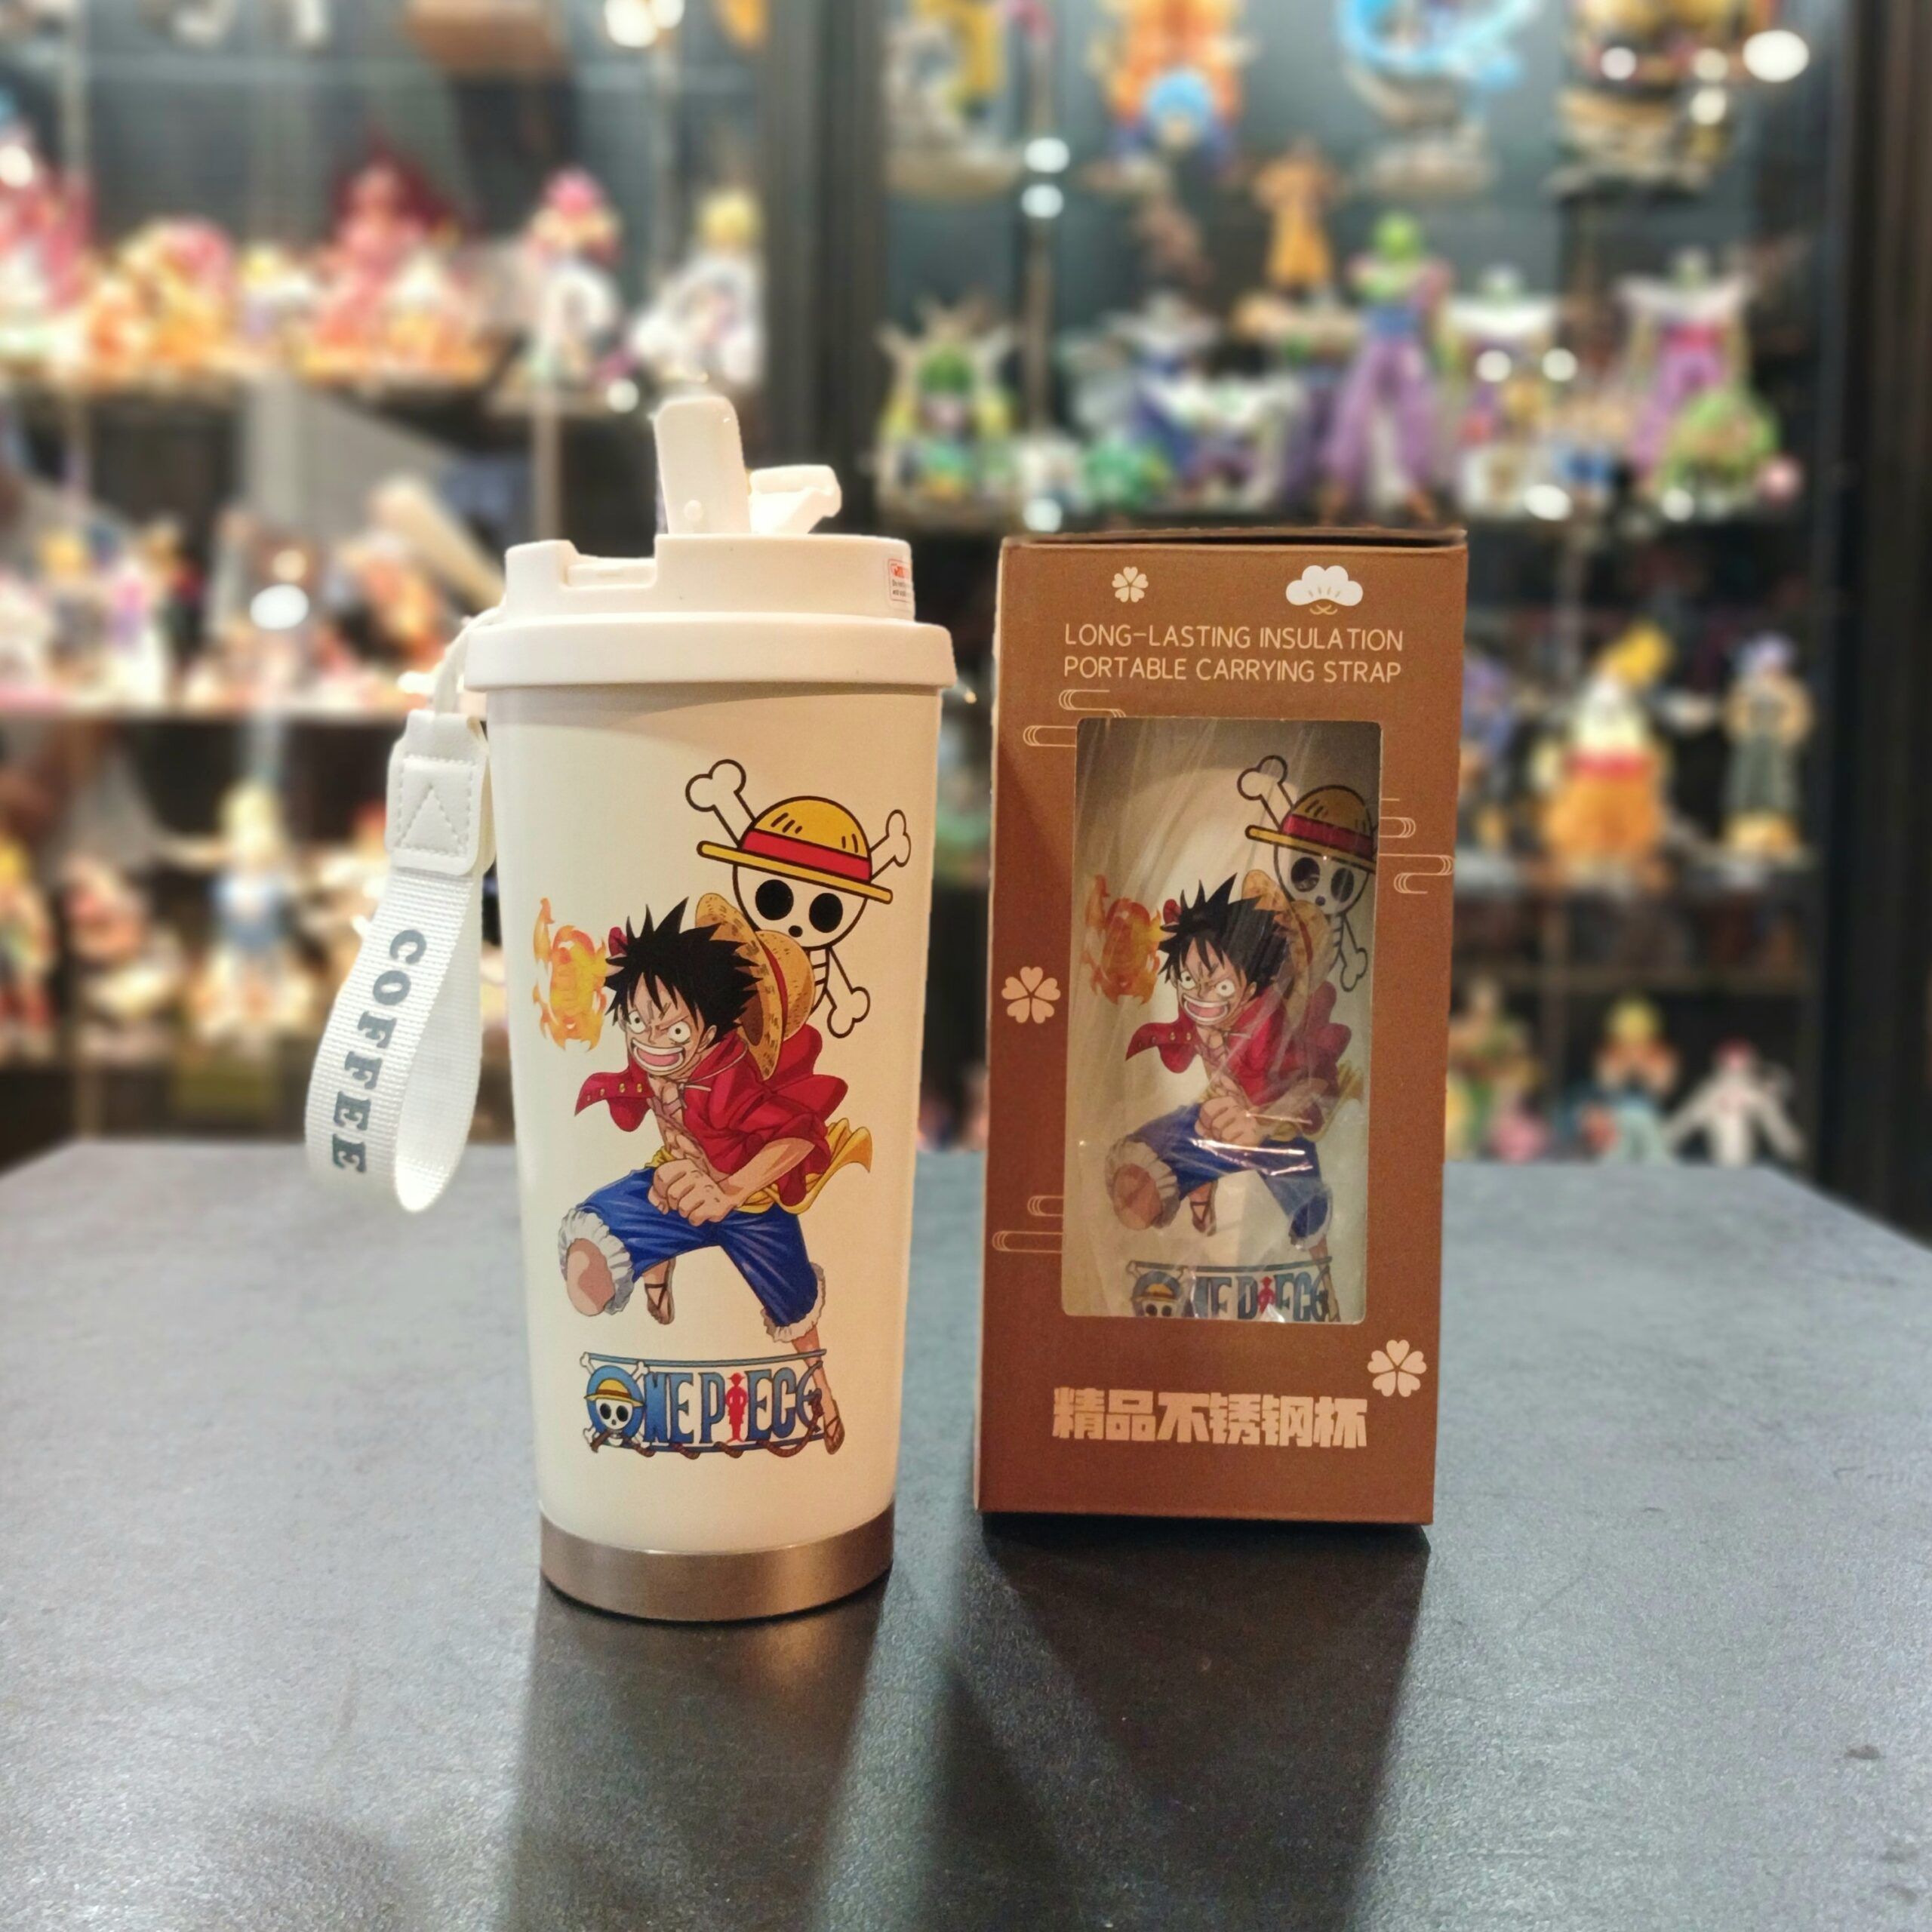 COFFEE
ONE PIECE
LONG-LASTING INSULATION
PORTABLE CARRYING STRAP
ONE PIECE
精品不锈钢杯